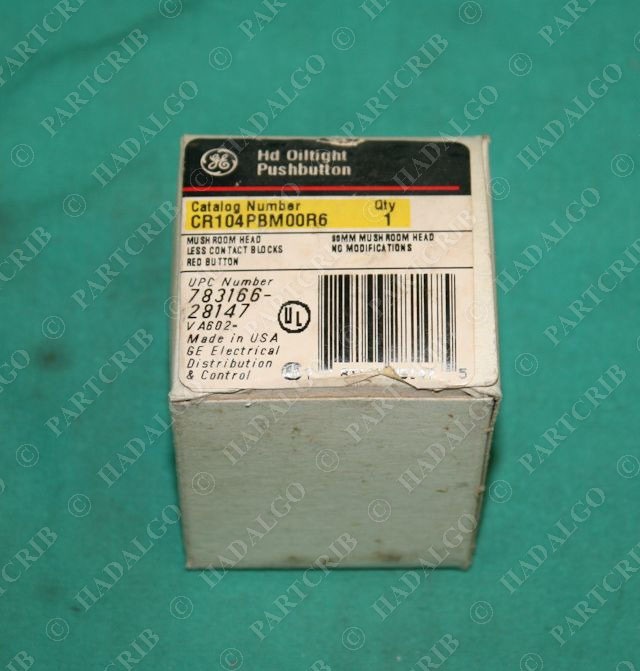 GE Hd Oiltight
Pushbutton
Catalog Number Qty
CR104PBM00R6 1
MUSHROOM HEAD
LESS CONTACT BLOCKS
RED BUTTON
MUSHROOM HEAD
NO MODIFICATIONS
UPC Number
783166-
28147
VA602-
Made in USA
GE Electrical
Distribution
& Control
UL
5
© PARTCRIB
© HADALGO